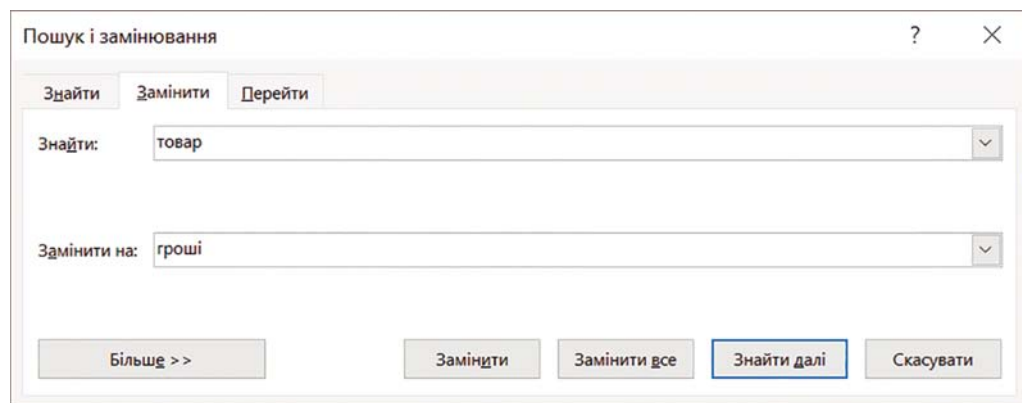 Пошук і замінювання ?
Знайти Замінити Перейти
Знайти: товар
Замінити на: гроші
Більше >> Замінити Замінити все Знайти далі Скасувати